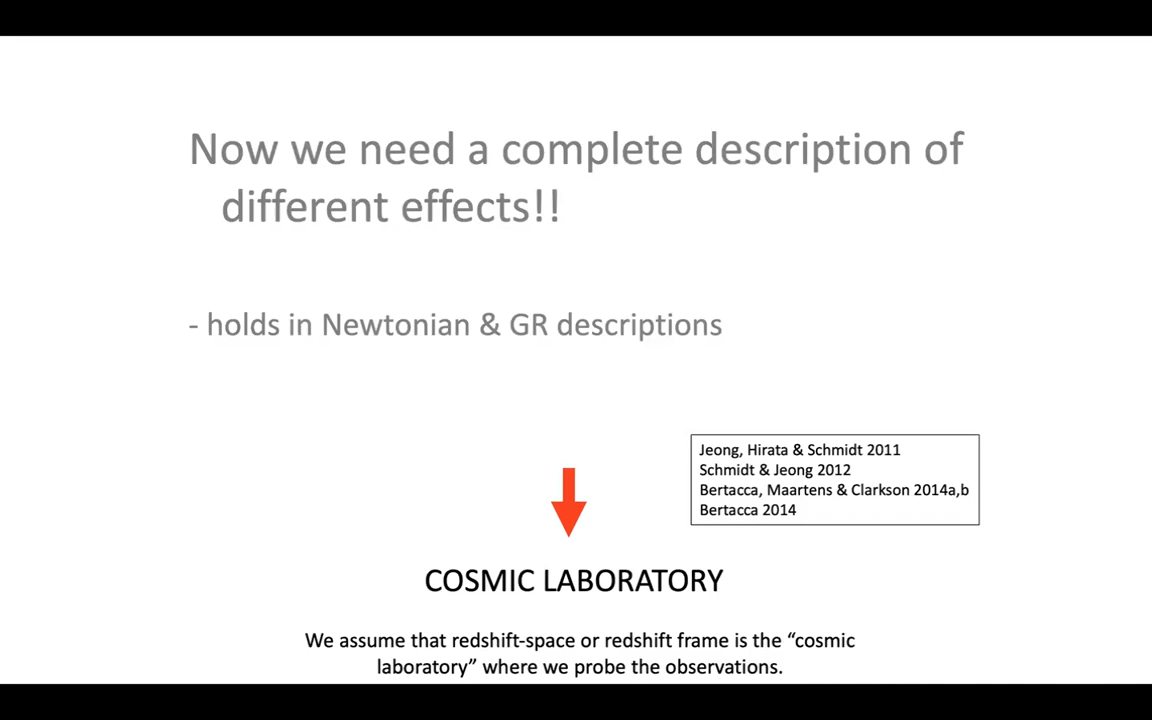 Now we need a complete description of
different effects!!
- holds in Newtonian & GR descriptions
Jeong, Hirata & Schmidt 2011
Schmidt & Jeong 2012
Bertacca, Maartens & Clarkson 2014a,b
Bertacca 2014
COSMIC LABORATORY
We assume that redshift-space or redshift frame is the “cosmic
laboratory” where we probe the observations.